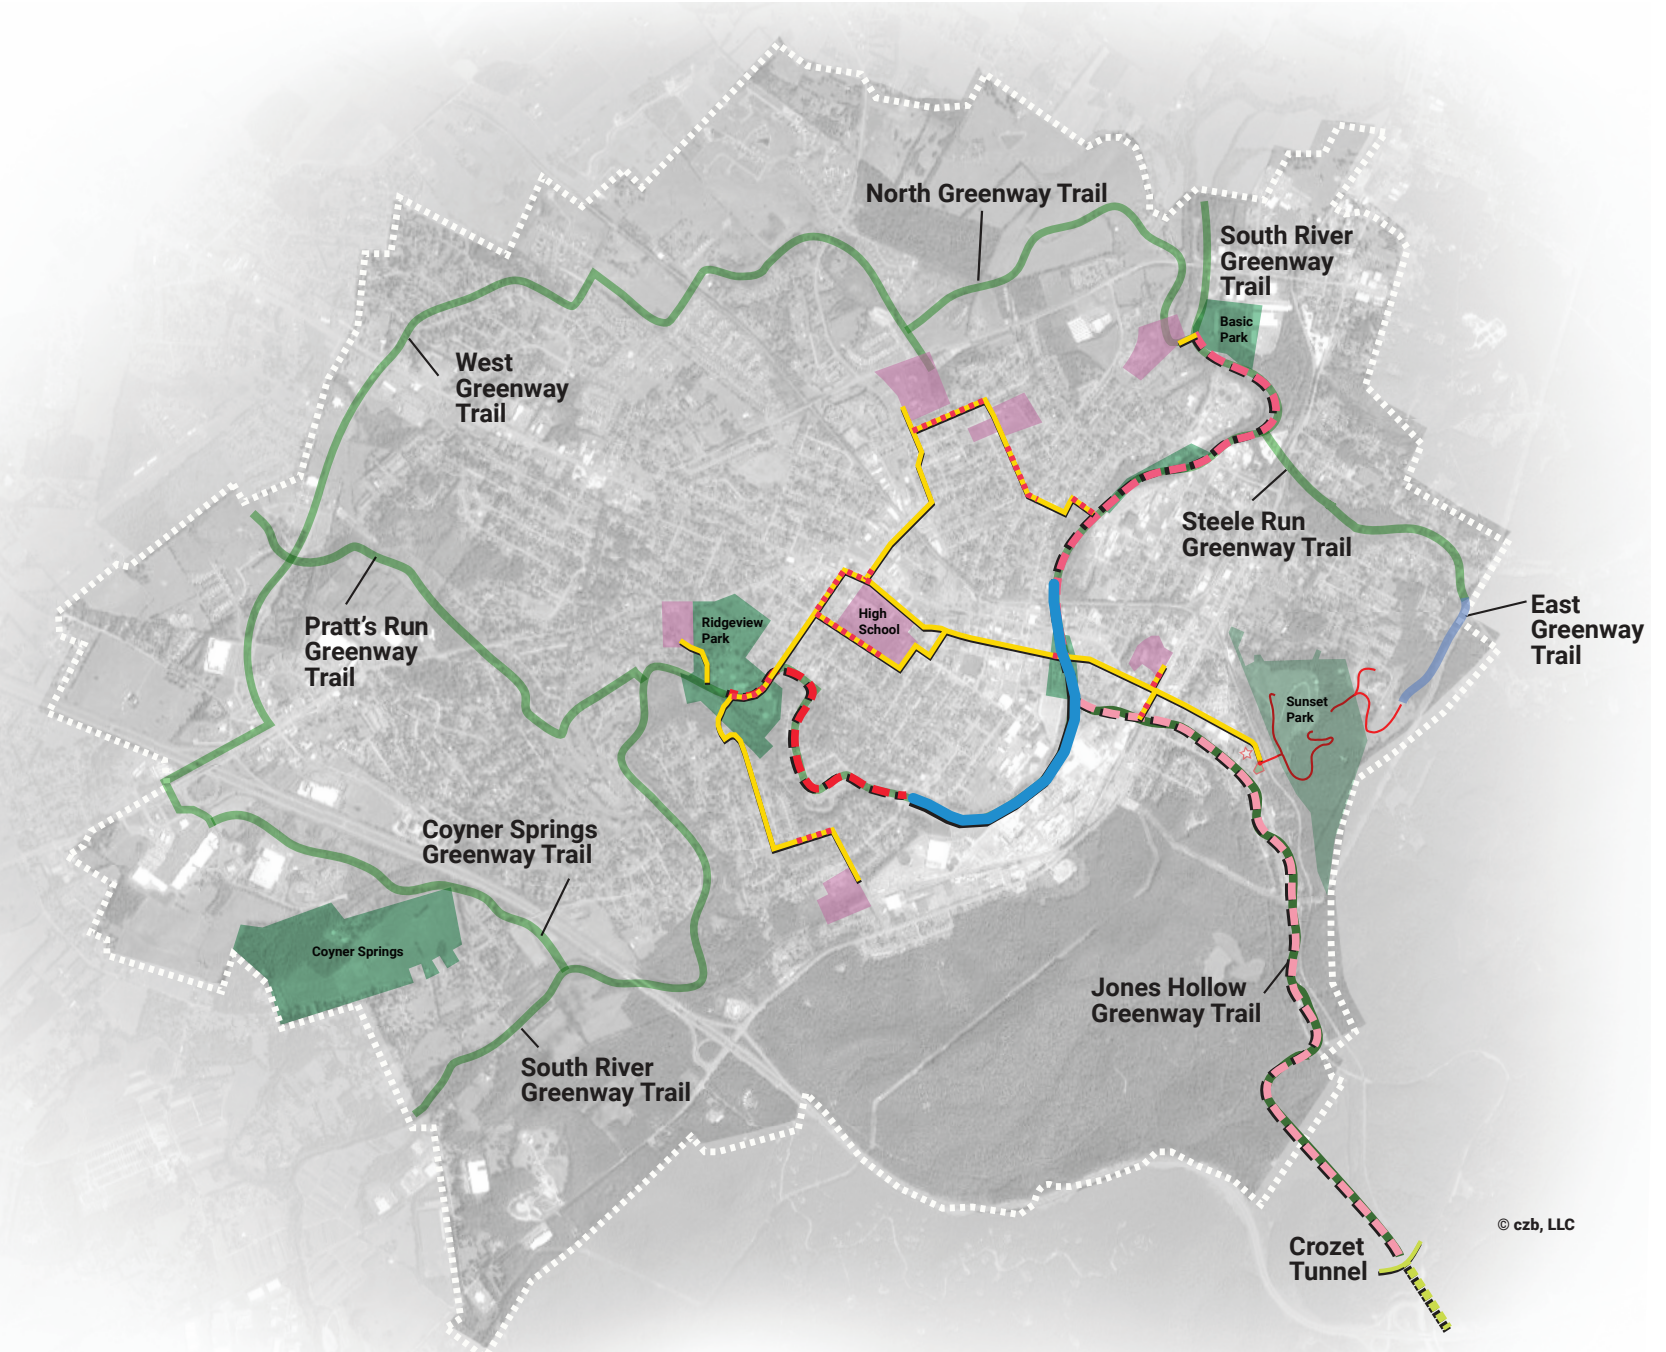 North Greenway Trail
South River
Greenway
Trail
Basic
Park
West
Greenway
Trail
Steele Run
Greenway Trail
East
Greenway
Trail
High
School
Ridgeview
Park
Pratt's Run
Greenway
Trail
Sunset
Park
Coyner Springs
Greenway Trail
Coyner Springs
Jones Hollow
Greenway Trail
South River
Greenway Trail
© czb, LLC
Crozet
Tunnel